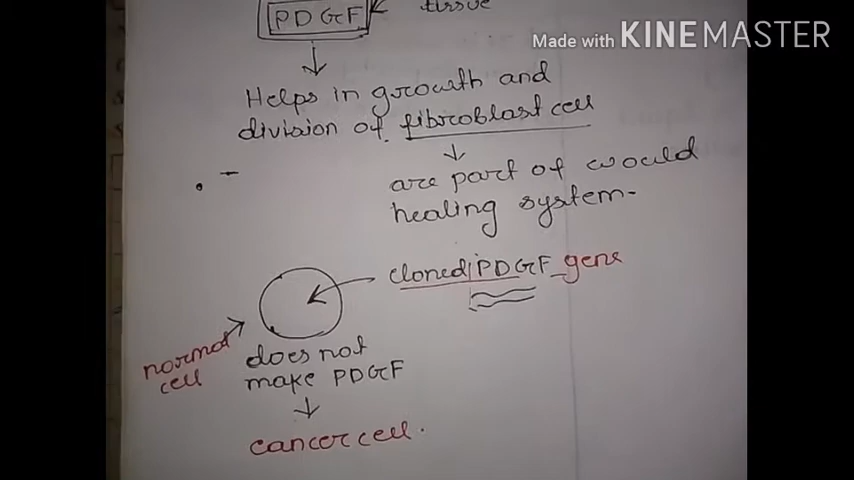 tissue
PDGF
Made with KINEMASTER
Helps in growth and
division of fibroblast cell
are part of would
healing system.
cloned PDGF gene
normal
cell
does not
make PDGF
cancer cell.